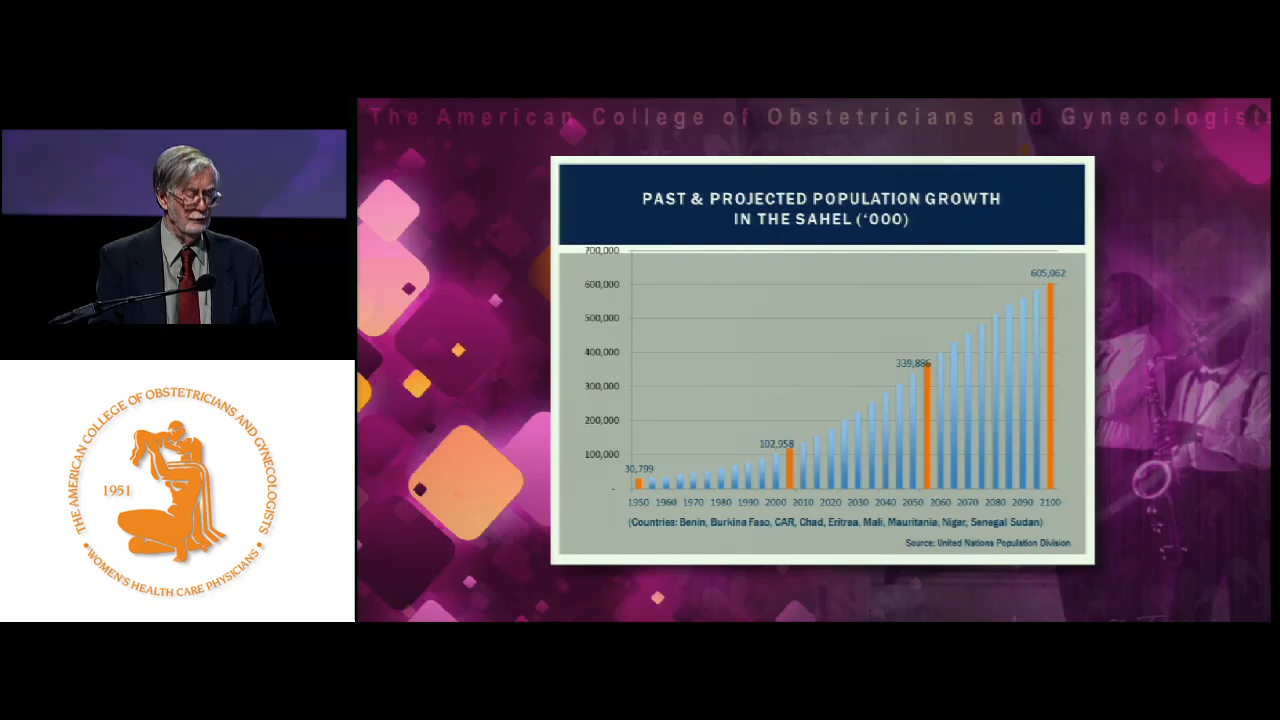 The American College of Obstetricians and Gynecologists
PAST & PROJECTED POPULATION GROWTH
IN THE SAHEL (‘000)
700,000
600,000
500,000
400,000
300,000
200,000
100,000
-
605,062
339,886
102,958
30,799
1950 1960 1970 1980 1990 2000 2010 2020 2030 2040 2050 2060 2070 2080 2090 2100
(Countries: Benin, Burkina Faso, CAR, Chad, Eritrea, Mali, Mauritania, Niger, Senegal Sudan)
Source: United Nations Population Division
THE AMERICAN COLLEGE OF OBSTETRICIANS AND GYNECOLOGISTS
1951
• WOMEN'S HEALTH CARE PHYSICIANS •